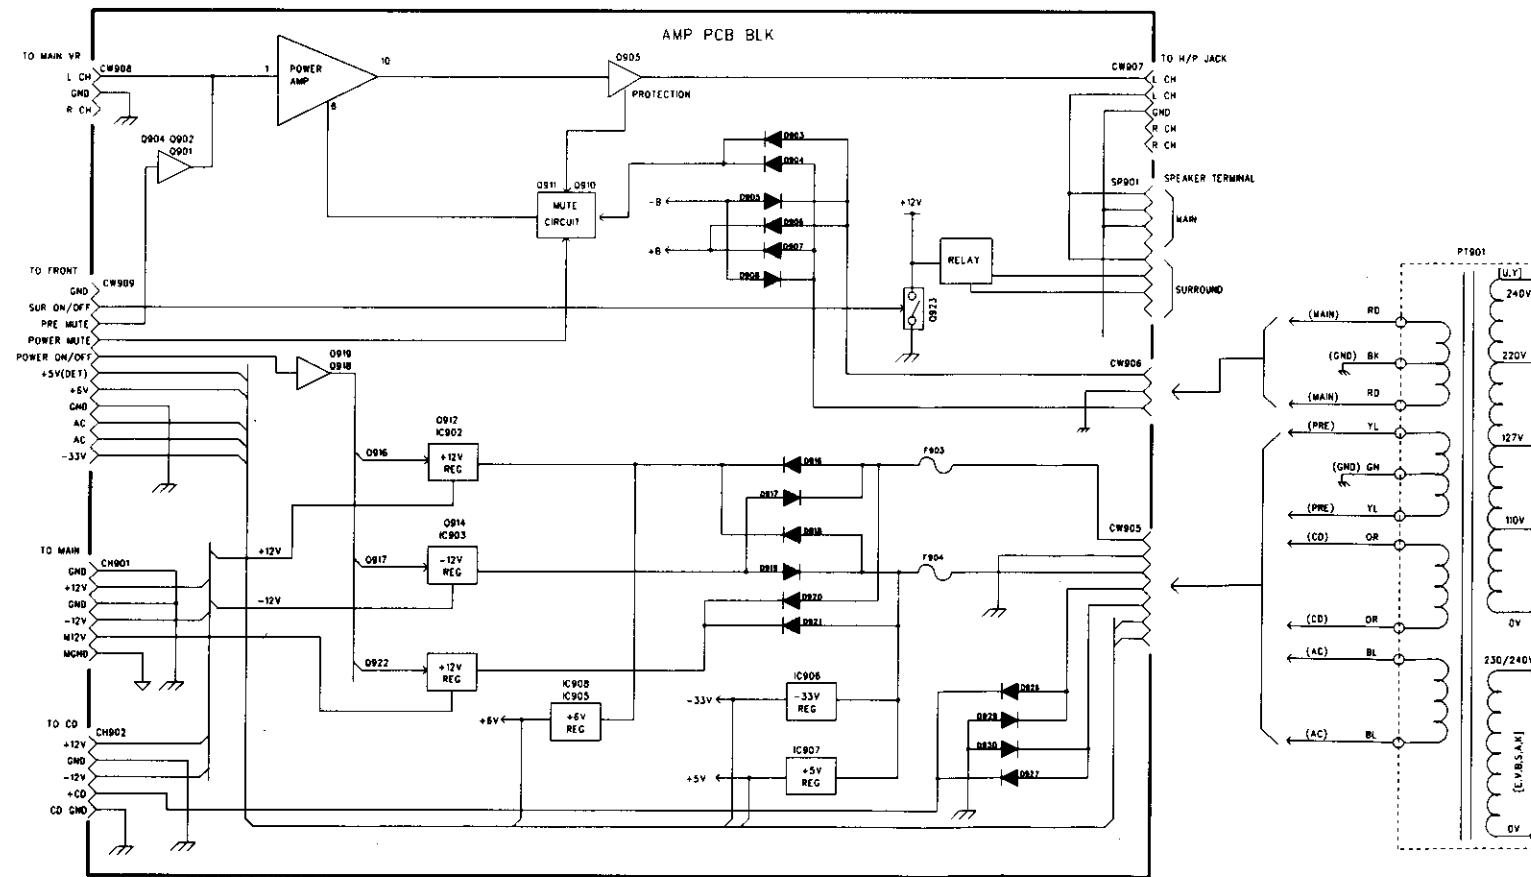 AMP PCB BLK
TO MAIN VR
CW908
L CH
GND
R CH
1
POWER
AMP
10
6
Q905
PROTECTION
CW907
TO H/P JACK
L CH
L CH
GND
R CH
R CH
Q904 Q902
Q901
Q911 Q910
MUTE
CIRCUIT
D903
D904
D905
D906
D907
D908
-B
+B
+12V
RELAY
Q923
SP901
SPEAKER TERMINAL
MAIN
SURROUND
TO FRONT
CW909
GND
SUR ON/OFF
PRE MUTE
POWER MUTE
POWER ON/OFF
+5V(DET)
+6V
GND
AC
AC
-33V
Q919
Q918
CW906
Q912
IC902
Q916
+12V
REG
Q914
IC903
Q917
-12V
REG
Q922
+12V
REG
+12V
-12V
D916
D917
D918
D919
D920
D921
F903
F904
CW905
TO MAIN
CH901
GND
+12V
GND
-12V
M12V
MGND
IC908
IC905
+6V
+6V
REG
IC906
-33V
-33V
REG
IC907
+5V
+5V
REG
D929
D930
D927
TO CD
CH902
+12V
GND
-12V
+CD
CD GND
PT901
[U,Y]
240V
220V
127V
110V
0V
230/240V
[E,V,B,S,A,K]
0V
(MAIN) RD
(GND) BK
(MAIN) RD
(PRE) YL
(GND) GN
(PRE) YL
(CD) OR
(CD) OR
(AC) BL
(AC) BL